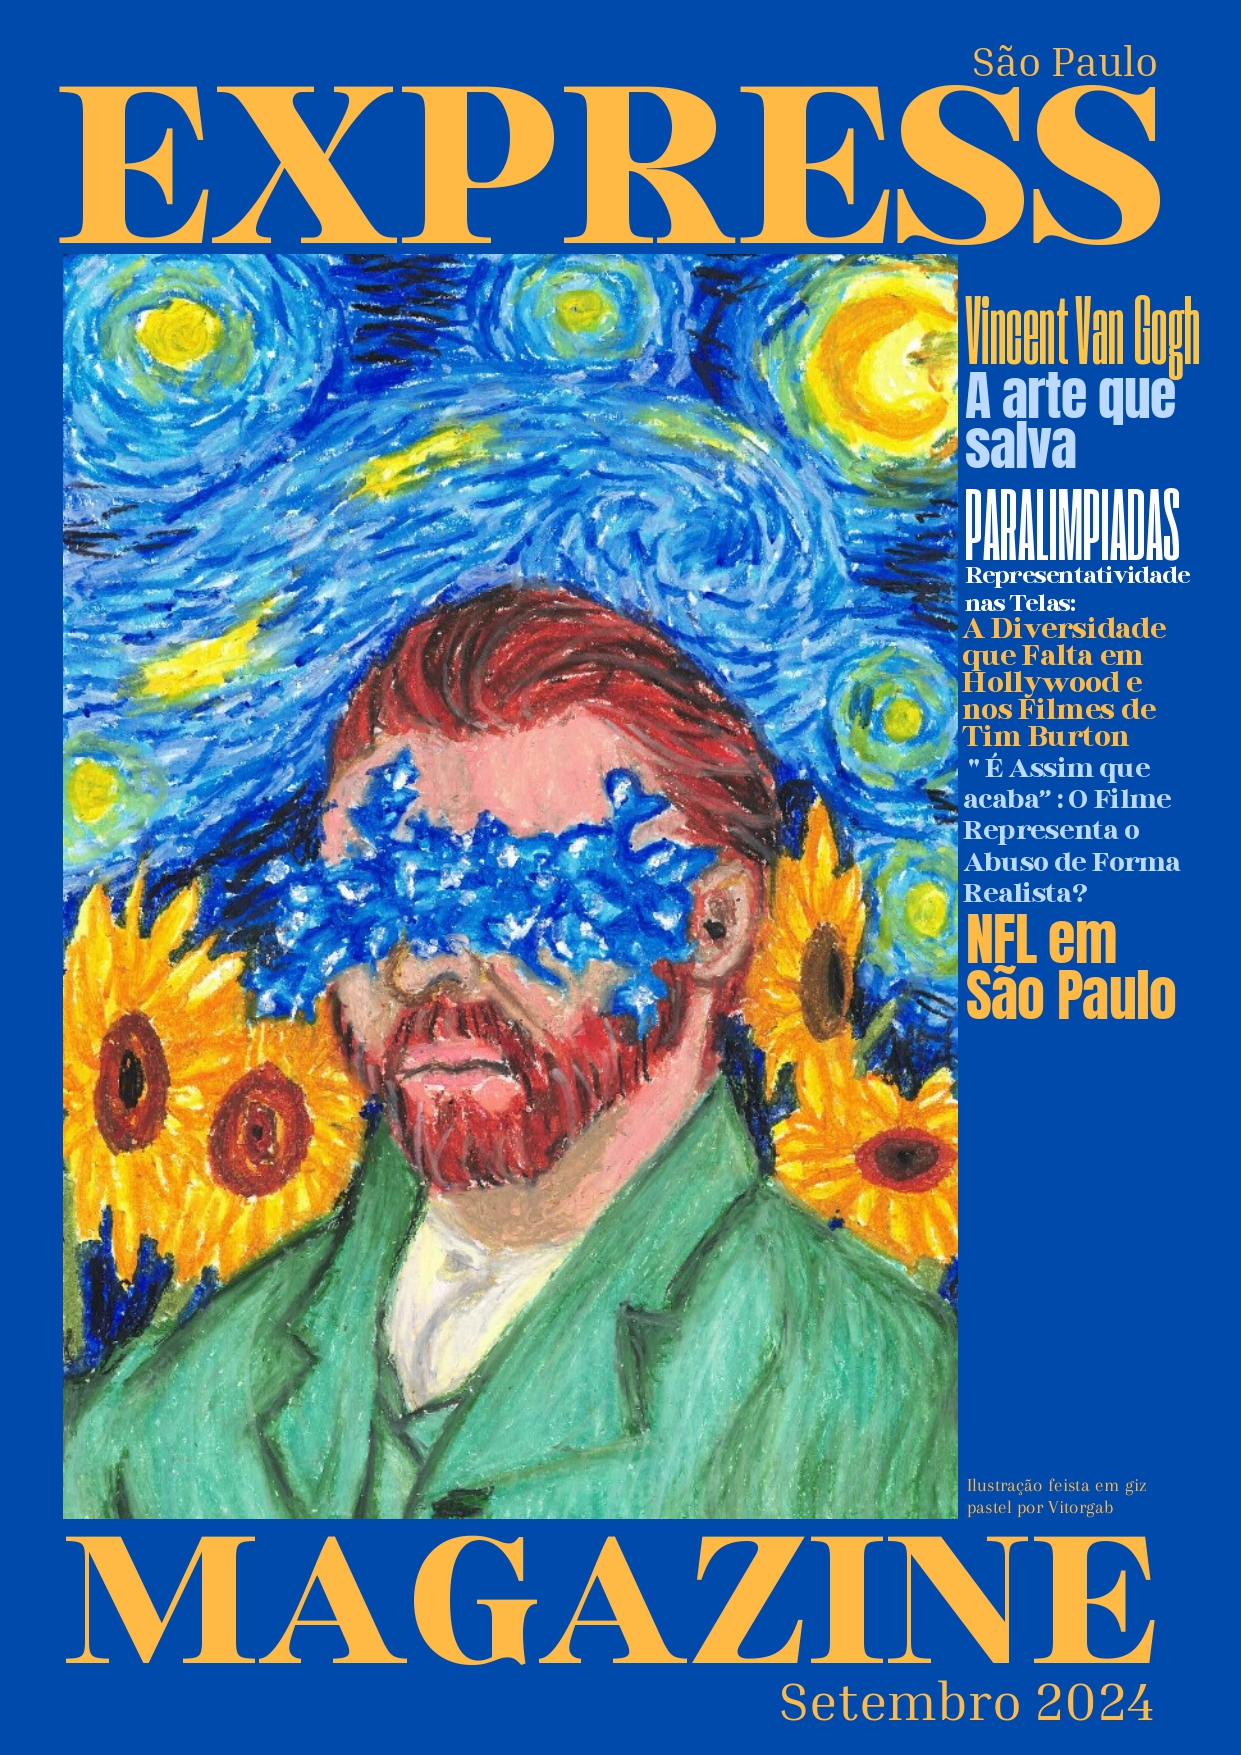 São Paulo
EXPRESS
Vincent Van Gogh
A arte que
salva
PARALIMPIADAS
Representatividade
nas Telas:
A Diversidade
que Falta em
Hollywood e
nos Filmes de
Tim Burton
" É Assim que
acaba” : O Filme
Representa o
Abuso de Forma
Realista?
NFL em
São Paulo
Ilustração feista em giz
pastel por Vitorgab
MAGAZINE
Setembro 2024